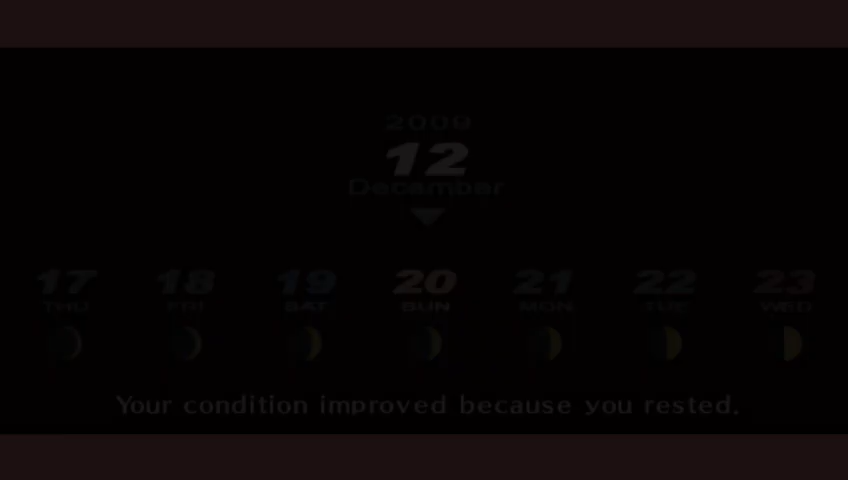 2009
12
December
17 18 19 20 21 22 23
THU FRI SAT SUN MON TUE WED
Your condition improved because you rested.